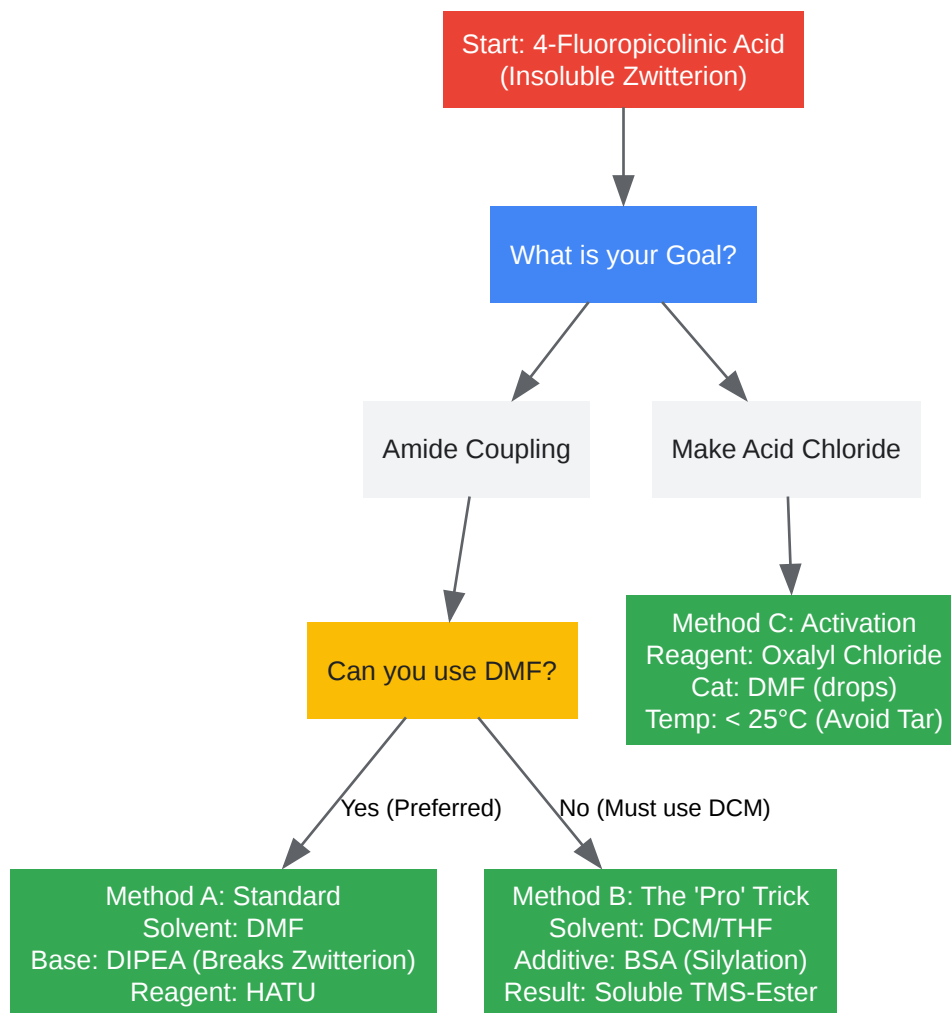 Start: 4-Fluoropicolinic Acid
(Insoluble Zwitterion)
What is your Goal?
Amide Coupling
Make Acid Chloride
Can you use DMF?
Method C: Activation
Reagent: Oxalyl Chloride
Cat: DMF (drops)
Temp: < 25°C (Avoid Tar)
Yes (Preferred)
No (Must use DCM)
Method A: Standard
Solvent: DMF
Base: DIPEA (Breaks Zwitterion)
Reagent: HATU
Method B: The 'Pro' Trick
Solvent: DCM/THF
Additive: BSA (Silylation)
Result: Soluble TMS-Ester